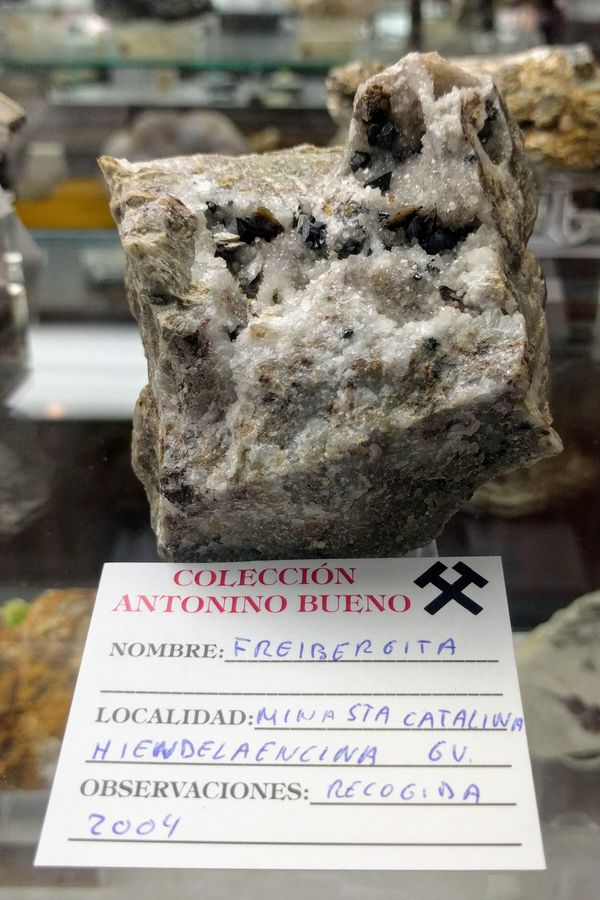 COLECCIÓN
ANTONINO BUENO
NOMBRE: FREIBERGITA
LOCALIDAD: MINA STA CATALINA
HIENDELAENCINA GU.
OBSERVACIONES: RECOGIDA
2004